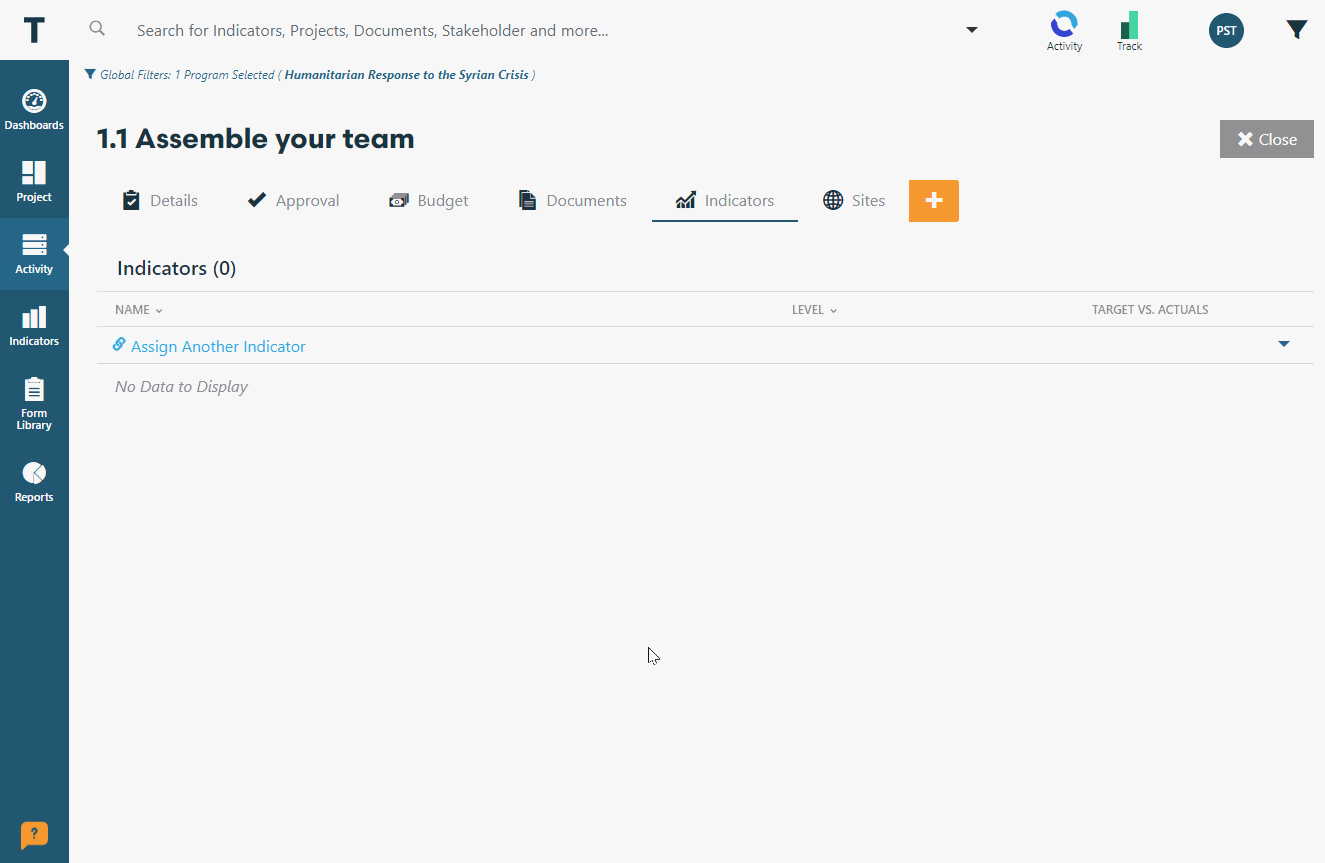 T
Search for Indicators, Projects, Documents, Stakeholder and more...
Activity
Track
PST
Global Filters: 1 Program Selected ( Humanitarian Response to the Syrian Crisis )
Dashboards
Project
Activity
Indicators
Form
Library
Reports
?
1.1 Assemble your team
Close
Details
Approval
Budget
Documents
Indicators
Sites
+
Indicators (0)
NAME
LEVEL
TARGET VS. ACTUALS
Assign Another Indicator
No Data to Display